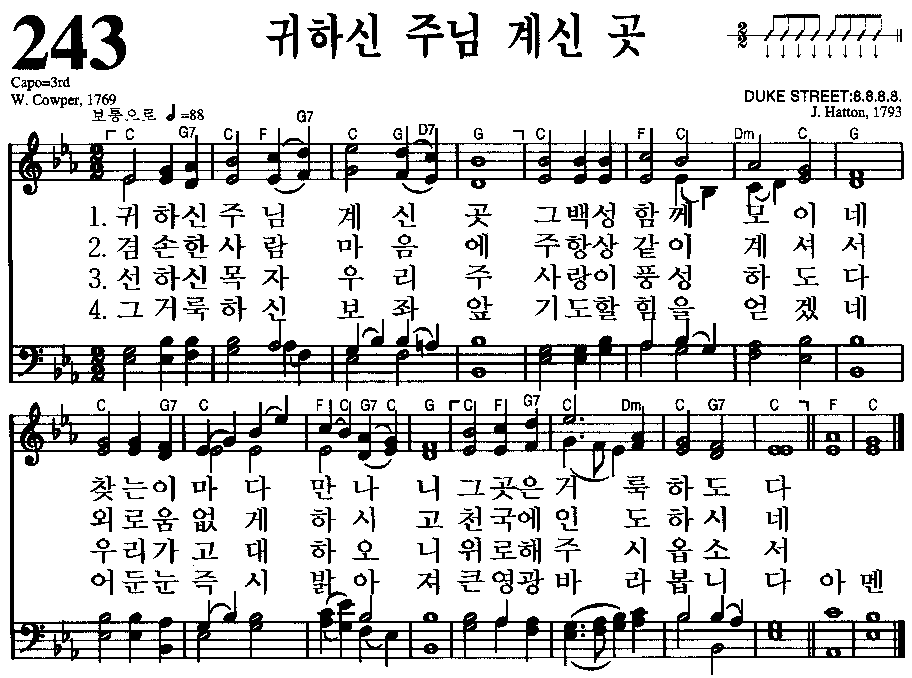 243
귀하신 주님 계신 곳
Capo=3rd
W. Cowper, 1769
보통으로 ♩=88
DUKE STREET:8.8.8.8.
J. Hatton, 1793
C G7 C F G7 C G D7 G C F C Dm C G
1. 귀하신주님 계신 곳 그백성함께 모이네
2. 겸손한사람 마음에 주항상같이 계셔서
3. 선하신목자 우리주 사랑이풍성 하도다
4. 그거룩하신 보좌앞 기도할힘을 얻겠네
C G7 C F C G7 C G C F G7 C Dm C G7 C F C
찾는이마다 만나니 그곳은거룩하도다
외로움없게 하시고 천국에인도하시네
우리가고대 하오니 위로해주시옵소서
어둔눈즉시 밝아져 큰영광바라봅니다 아멘